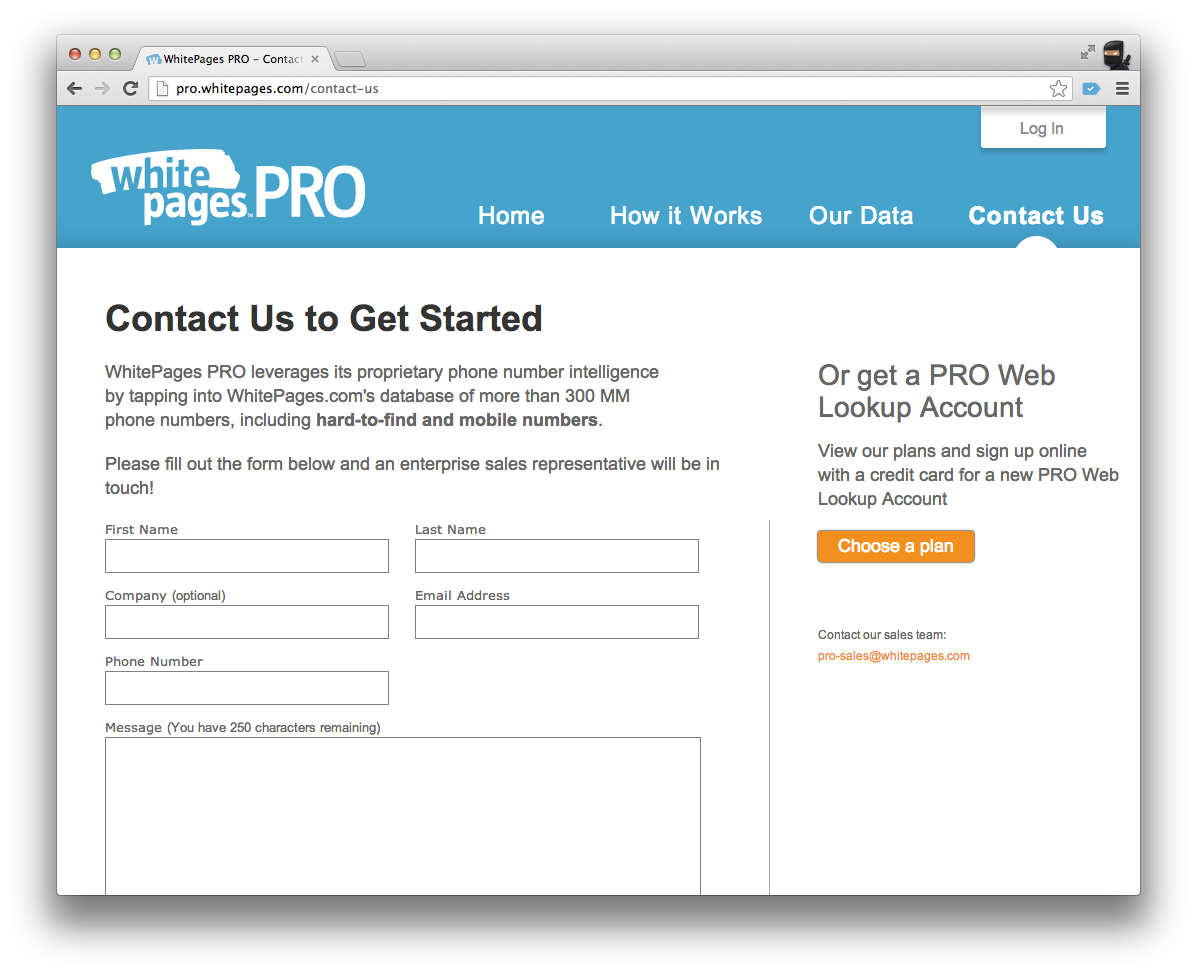 WhitePages PRO – Contact
pro.whitepages.com/contact-us
Log In
white
pages™ PRO
Home How it Works Our Data Contact Us
Contact Us to Get Started
WhitePages PRO leverages its proprietary phone number intelligence
by tapping into WhitePages.com's database of more than 300 MM
phone numbers, including hard-to-find and mobile numbers.
Please fill out the form below and an enterprise sales representative will be in
touch!
First Name Last Name
Company (optional) Email Address
Phone Number
Message (You have 250 characters remaining)
Or get a PRO Web
Lookup Account
View our plans and sign up online
with a credit card for a new PRO Web
Lookup Account
Choose a plan
Contact our sales team:
pro-sales@whitepages.com